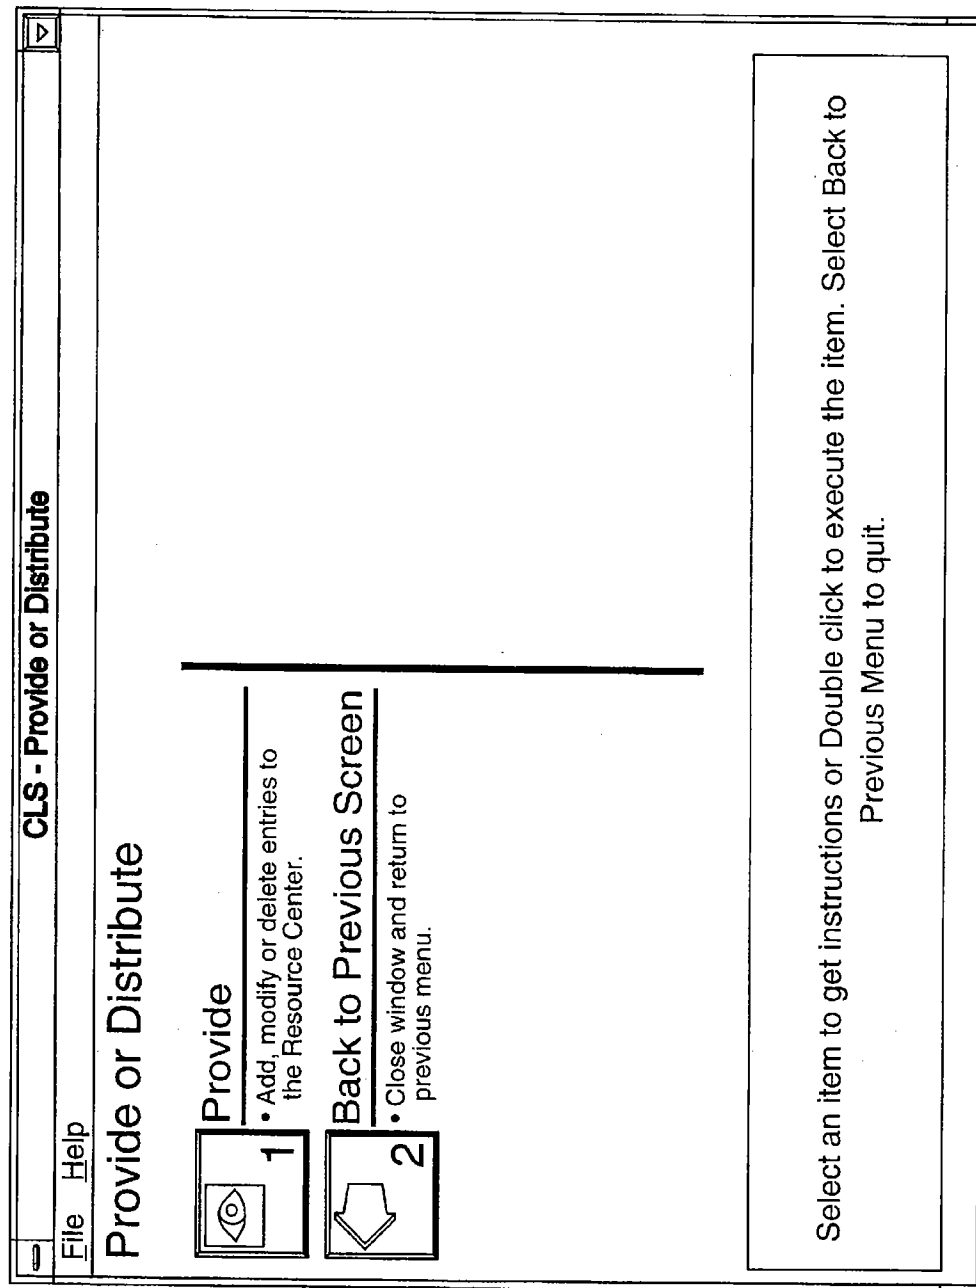 CLS - Provide or Distribute
File Help
Provide or Distribute
Provide
1
• Add, modify or delete entries to
the Resource Center.
Back to Previous Screen
2
• Close window and return to
previous menu.
Select an item to get instructions or Double click to execute the item. Select Back to
Previous Menu to quit.